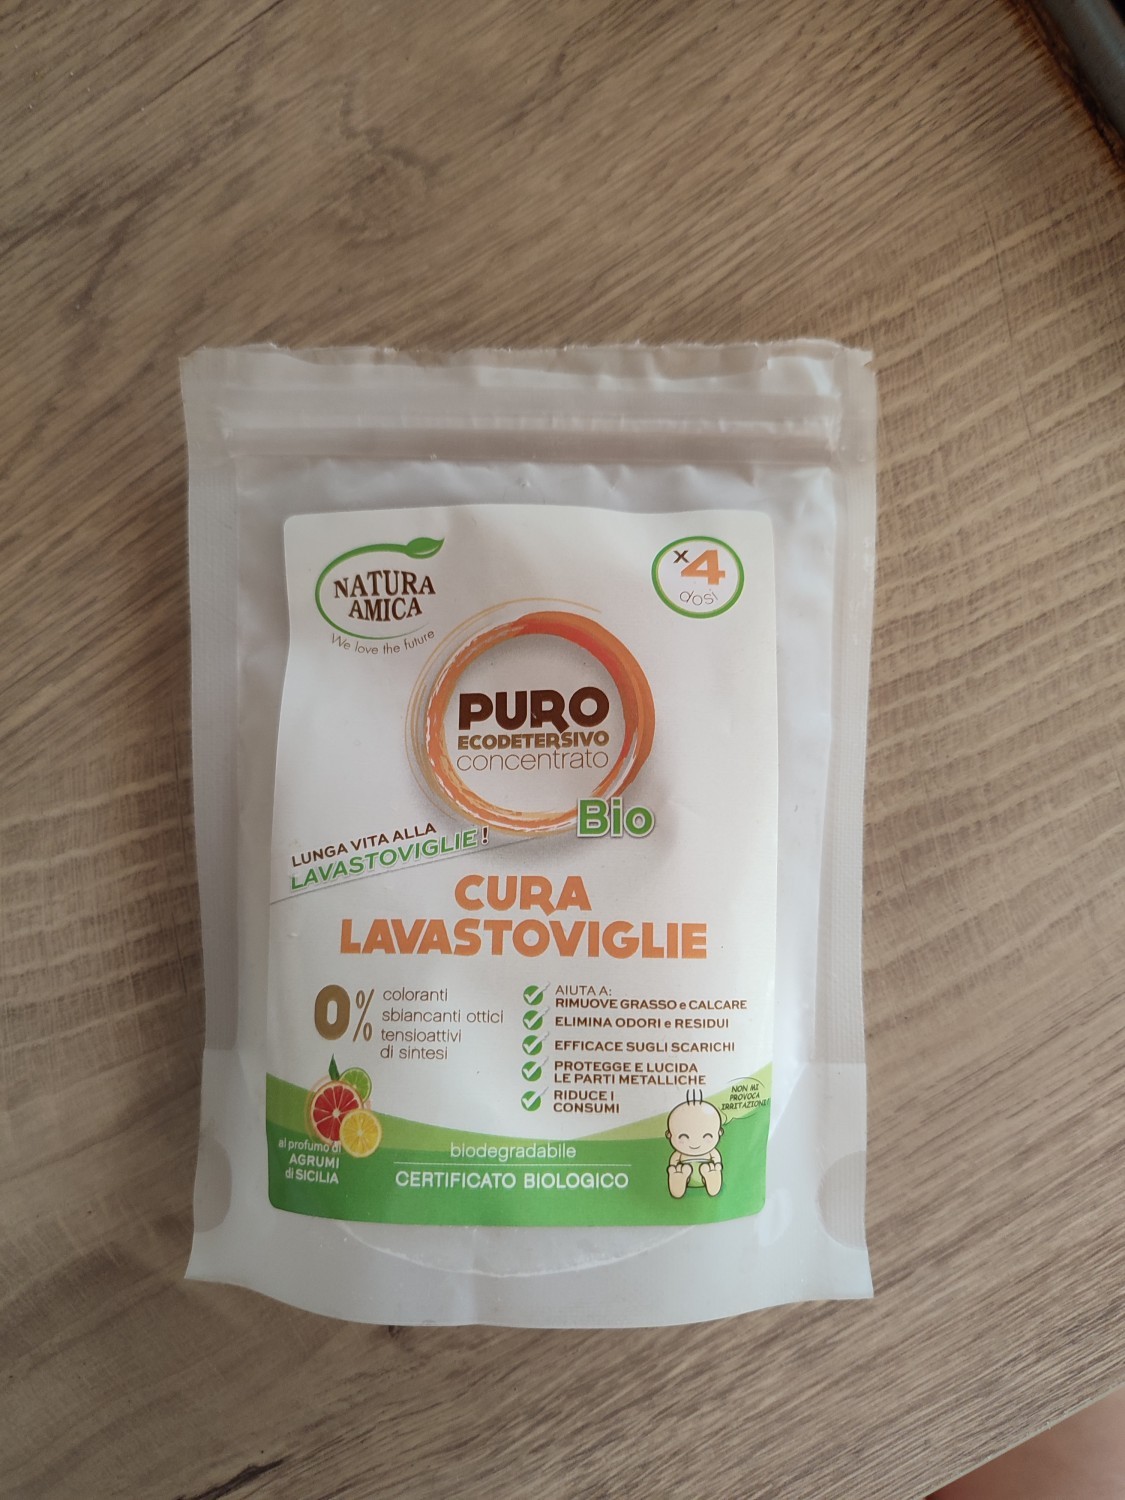 NATURA
AMICA
We love the future
x4
dosi
PURO
ECODETERSIVO
concentrato
Bio
LUNGA VITA ALLA
LAVASTOVIGLIE!
CURA
LAVASTOVIGLIE
0%
coloranti
sbiancanti ottici
tensioattivi
di sintesi
AIUTA A:
RIMUOVE GRASSO e CALCARE
ELIMINA ODORI e RESIDUI
EFFICACE SUGLI SCARICHI
PROTEGGE E LUCIDA
LE PARTI METALLICHE
RIDUCE I
CONSUMI
NON MI
PROVOCA
IRRITAZIONI!
al profumo di
AGRUMI
di SICILIA
biodegradabile
CERTIFICATO BIOLOGICO